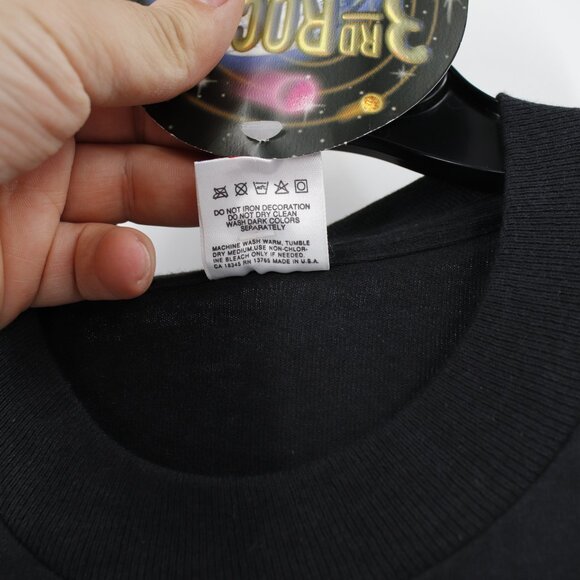 3RD ROC
DO NOT IRON DECORATION
DO NOT DRY CLEAN
WASH DARK COLORS
SEPARATELY
MACHINE WASH WARM, TUMBLE
DRY MEDIUM, USE NON-CHLOR-
INE BLEACH ONLY IF NEEDED.
CA 19345 RN 13765 MADE IN U.S.A.